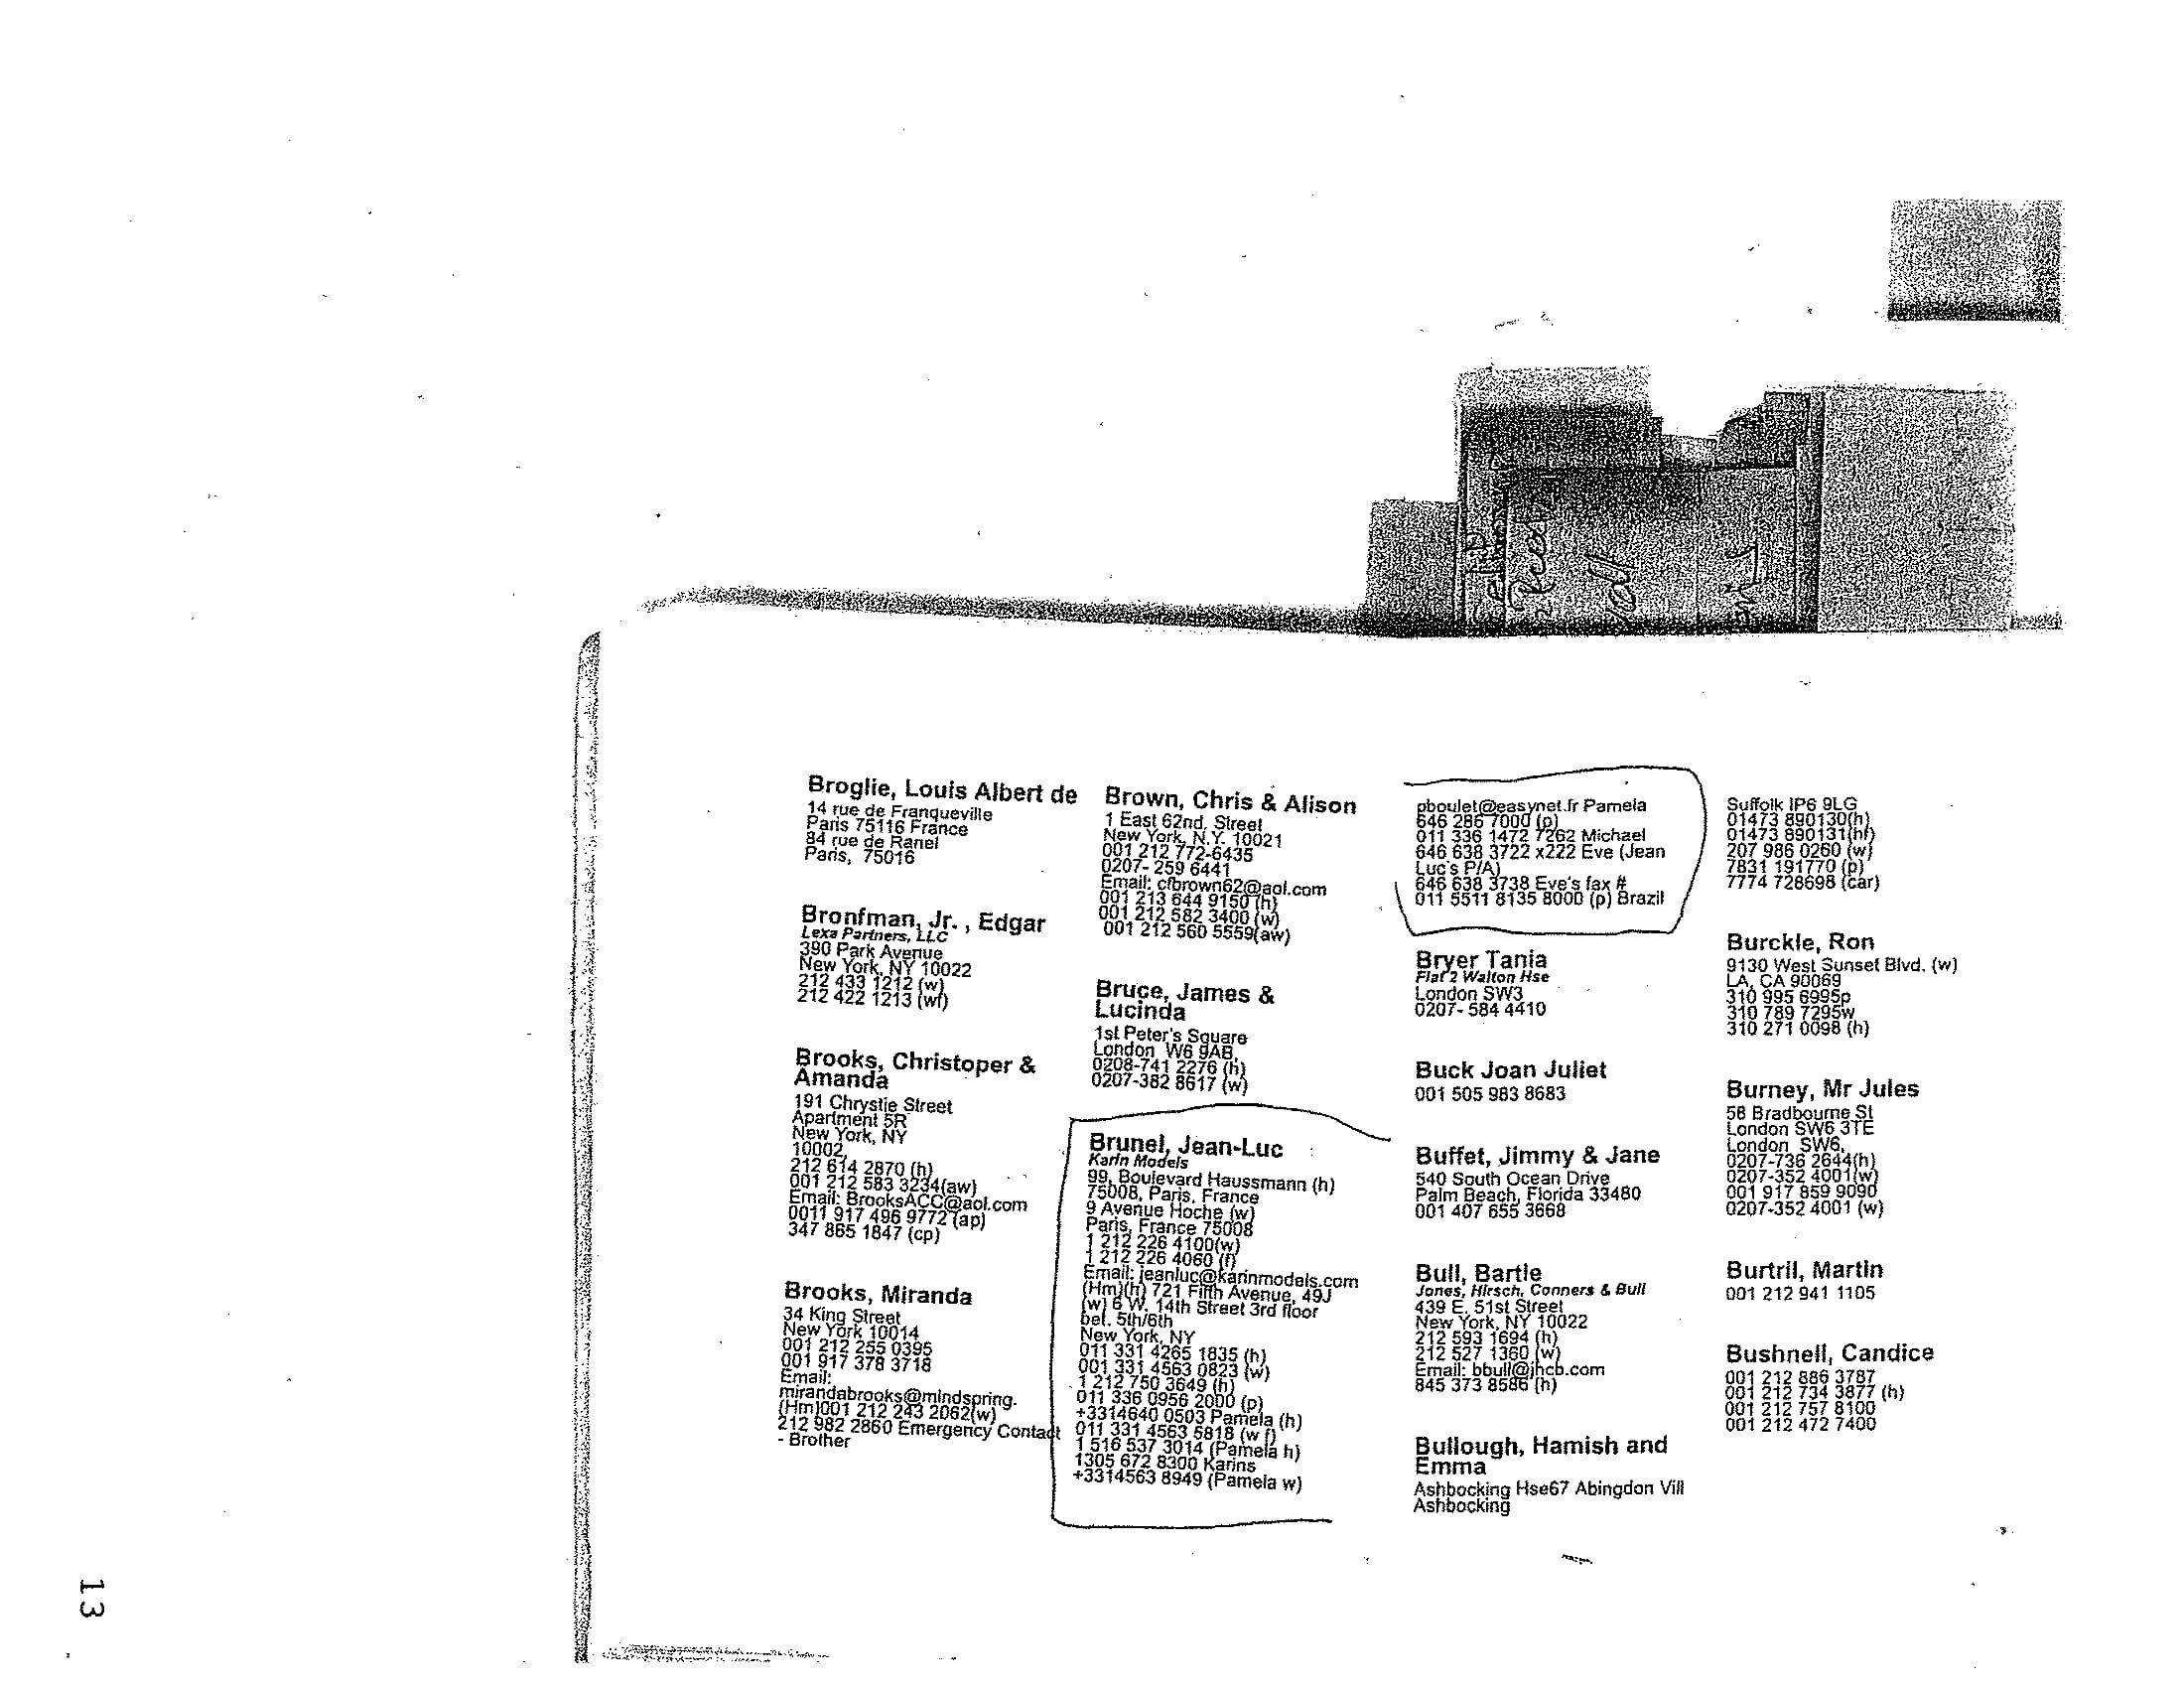 Broglie, Louis Albert de
14 rue de Franqueville
Paris 75116 France
84 rue de Ranel
Paris, 75016
Bronfman, Jr. , Edgar
Lexa Partners, LLC
390 Park Avenue
New York, NY 10022
212 433 1212 (w)
212 422 1213 (wf)
Brooks, Christoper &
Amanda
191 Chrystie Street
Apartment 5R
New York, NY
10002,
212 614 2870 (h)
001 212 583 3234(aw)
Email: BrooksACC@aol.com
0011 917 496 9772 (ap)
347 865 1847 (cp)
Brooks, Miranda
34 King Street
New York 10014
001 212 255 0395
001 917 378 3718
Email:
mirandabrooks@mindspring.
(Hm)001 212 243 2062(w)
212 982 2860 Emergency Contact
- Brother
Brown, Chris & Alison
1 East 62nd, Street
New York, N.Y. 10021
001 212 772-6435
0207- 259 6441
Email: cfbrown62@aol.com
001 213 644 9150 (h)
001 212 582 3400 (w)
001 212 560 5559(aw)
Bruce, James &
Lucinda
1st Peter's Square
London W6 9AB,
0208-741 2276 (h)
0207-382 8617 (w)
Brunel, Jean-Luc
Karin Models
99, Boulevard Haussmann (h)
75008, Paris, France
9 Avenue Hoche (w)
Paris, France 75008
1 212 226 4100(w)
1 212 226 4060 (f)
Email: jeanluc@karinmodels.com
(Hm)(h) 721 Fifth Avenue, 49J
(w) 6 W. 14th Street 3rd floor
bet. 5th/6th
New York, NY
011 331 4265 1835 (h)
001 331 4563 0823 (w)
1 212 750 3649 (h)
011 336 0956 2000 (p)
+3314640 0503 Pamela (h)
011 331 4563 5818 (w f)
1 516 537 3014 (Pamela h)
1305 672 8300 Karins
+3314563 8949 (Pamela w)
pboulet@easynet.fr Pamela
646 286 7000 (p)
011 336 1472 7262 Michael
646 638 3722 x222 Eve (Jean
Luc's P/A)
646 638 3738 Eve's fax #
011 5511 8135 8000 (p) Brazil
Bryer Tania
Flat 2 Walton Hse
London SW3
0207- 584 4410
Buck Joan Juliet
001 505 983 8683
Buffet, Jimmy & Jane
540 South Ocean Drive
Palm Beach, Florida 33480
001 407 655 3668
Bull, Bartle
Jones, Hirsch, Conners & Bull
439 E. 51st Street
New York, NY 10022
212 593 1694 (h)
212 527 1360 (w)
Email: bbull@jhcb.com
845 373 8586 (h)
Bullough, Hamish and
Emma
Ashbocking Hse67 Abingdon Vill
Ashbocking
Suffolk IP6 9LG
01473 890130(h)
01473 890131(hf)
207 986 0260 (w)
7831 191770 (p)
7774 728698 (car)
Burckle, Ron
9130 West Sunset Blvd. (w)
LA, CA 90069
310 995 6995p
310 789 7295w
310 271 0098 (h)
Burney, Mr Jules
58 Bradbourne St
London SW6 3TE
London SW6,
0207-736 2644(h)
0207-352 4001(w)
001 917 859 9090
0207-352 4001 (w)
Burtril, Martin
001 212 941 1105
Bushnell, Candice
001 212 886 3787
001 212 734 3877 (h)
001 212 757 8100
001 212 472 7400
13